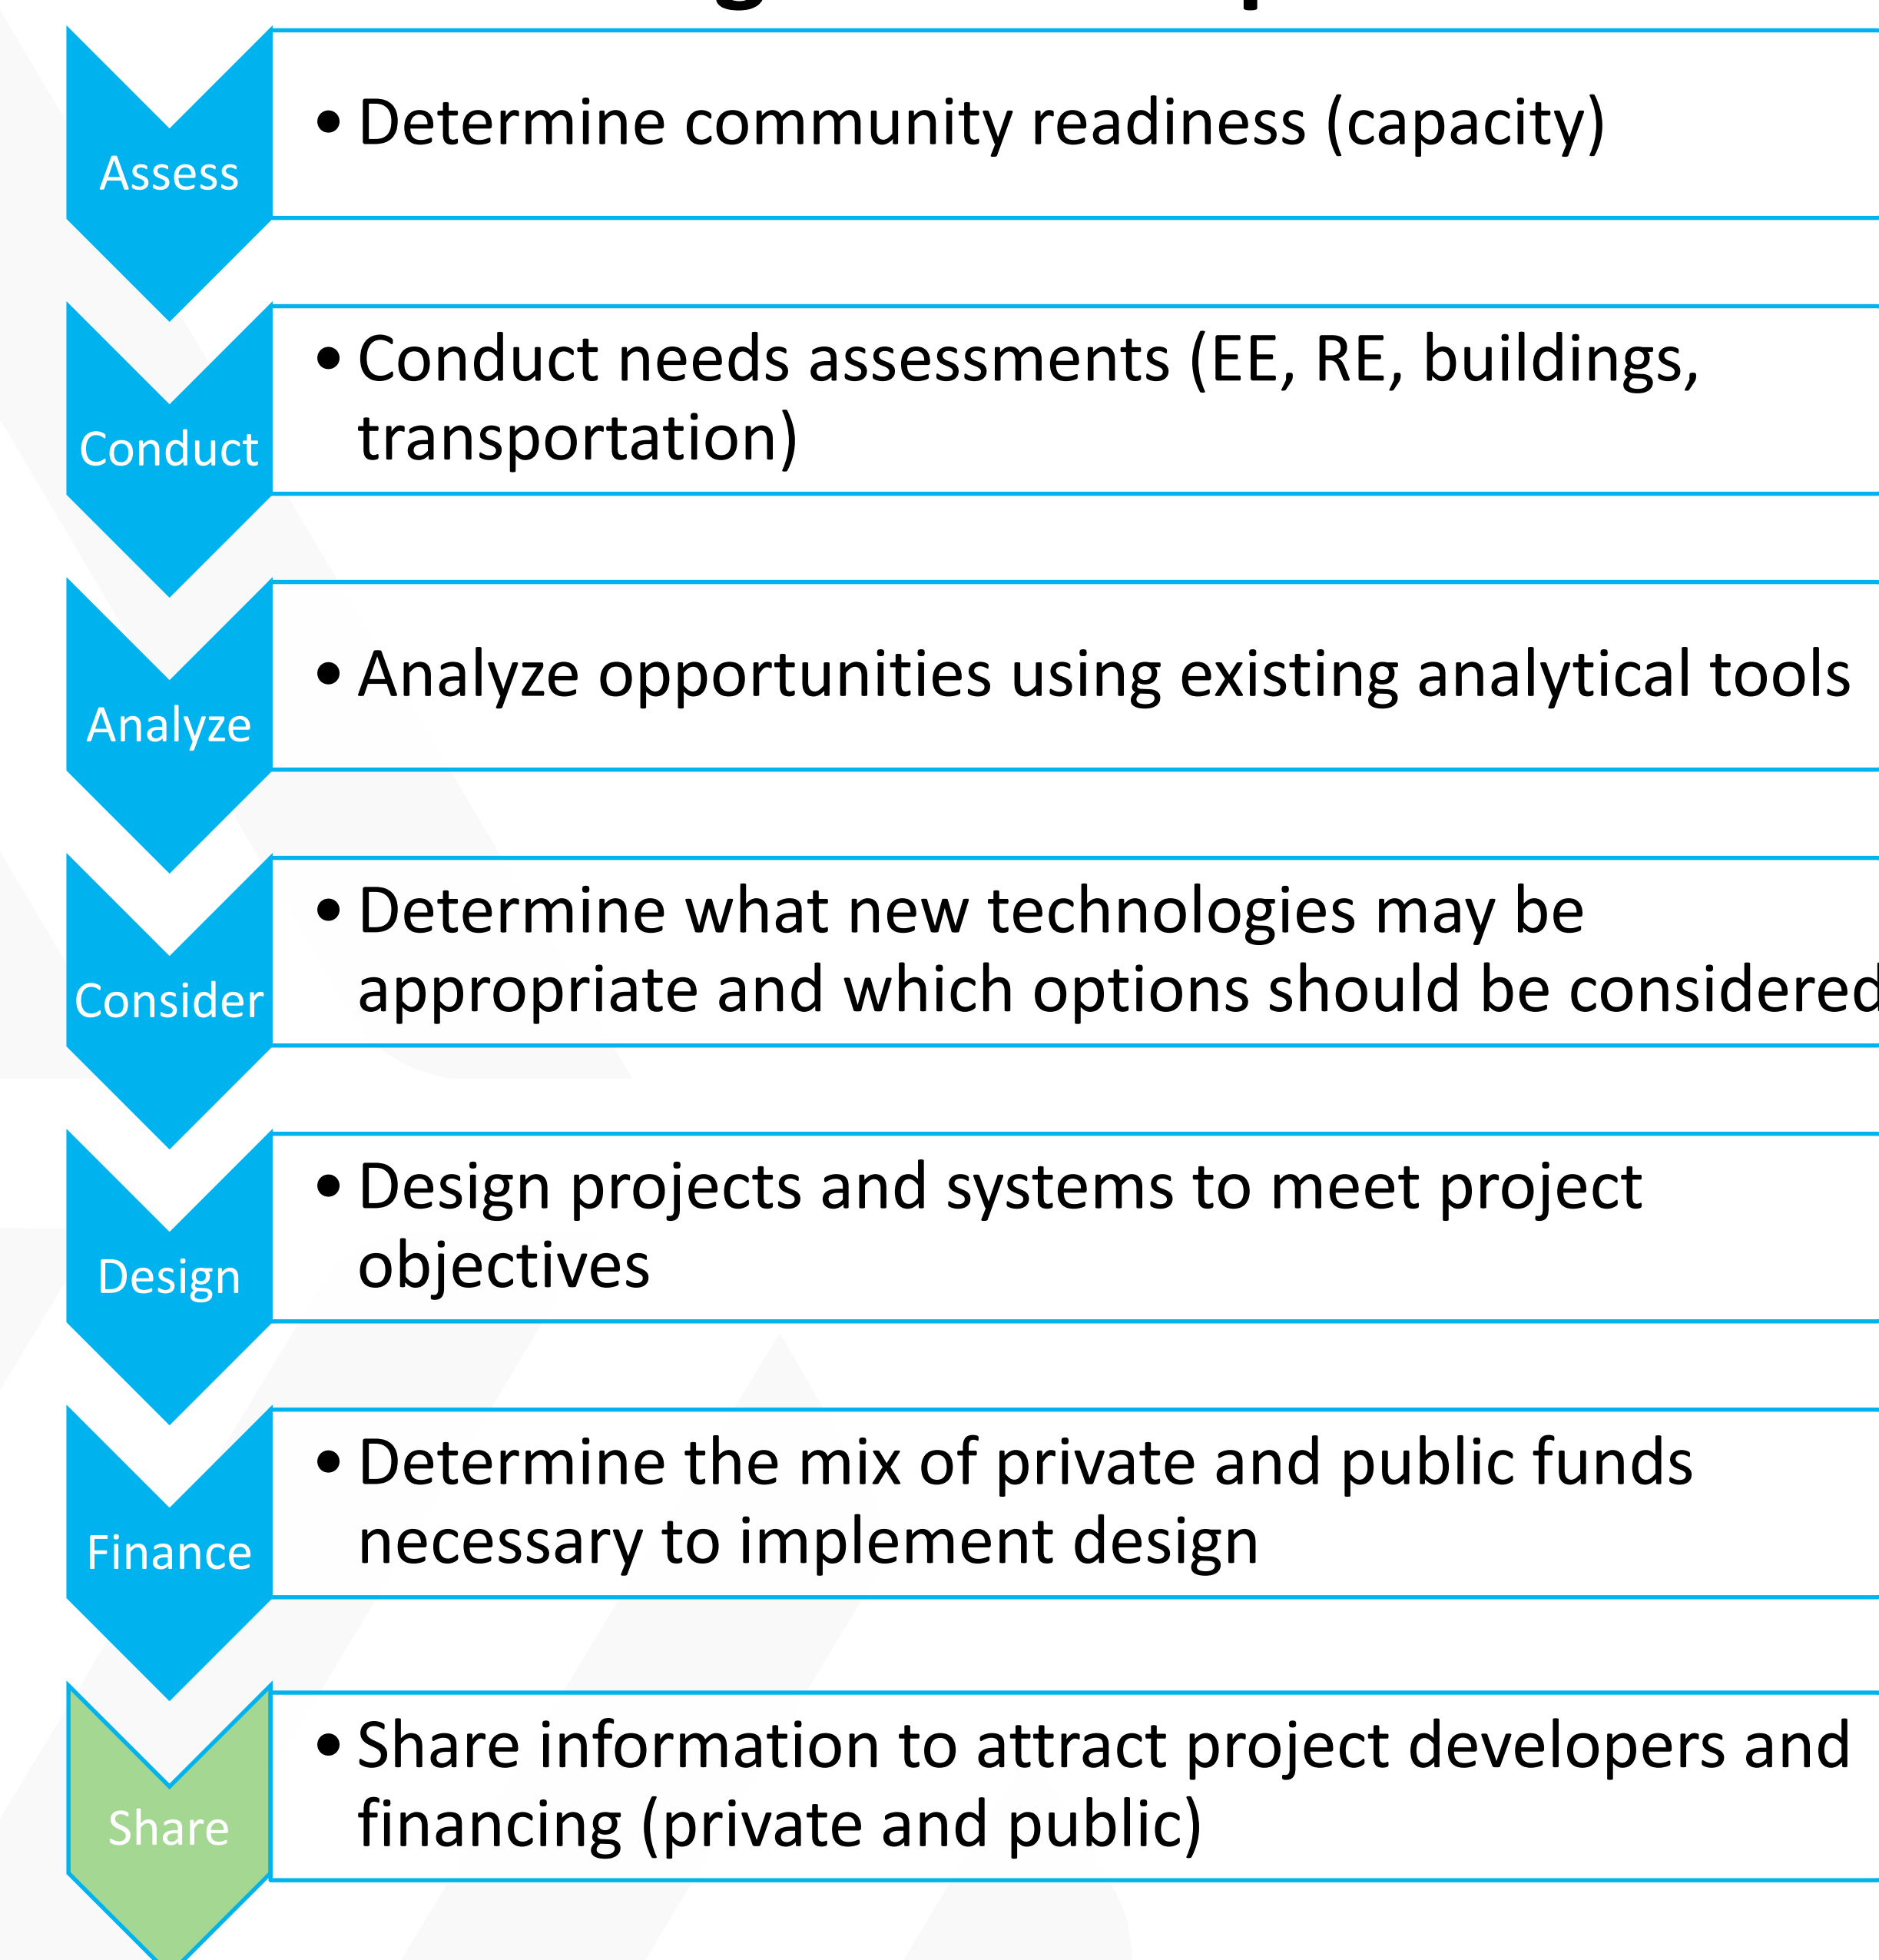 Assess
• Determine community readiness (capacity)
Conduct
• Conduct needs assessments (EE, RE, buildings,
transportation)
Analyze
• Analyze opportunities using existing analytical tools
Consider
• Determine what new technologies may be
appropriate and which options should be considered
Design
• Design projects and systems to meet project
objectives
Finance
• Determine the mix of private and public funds
necessary to implement design
Share
• Share information to attract project developers and
financing (private and public)